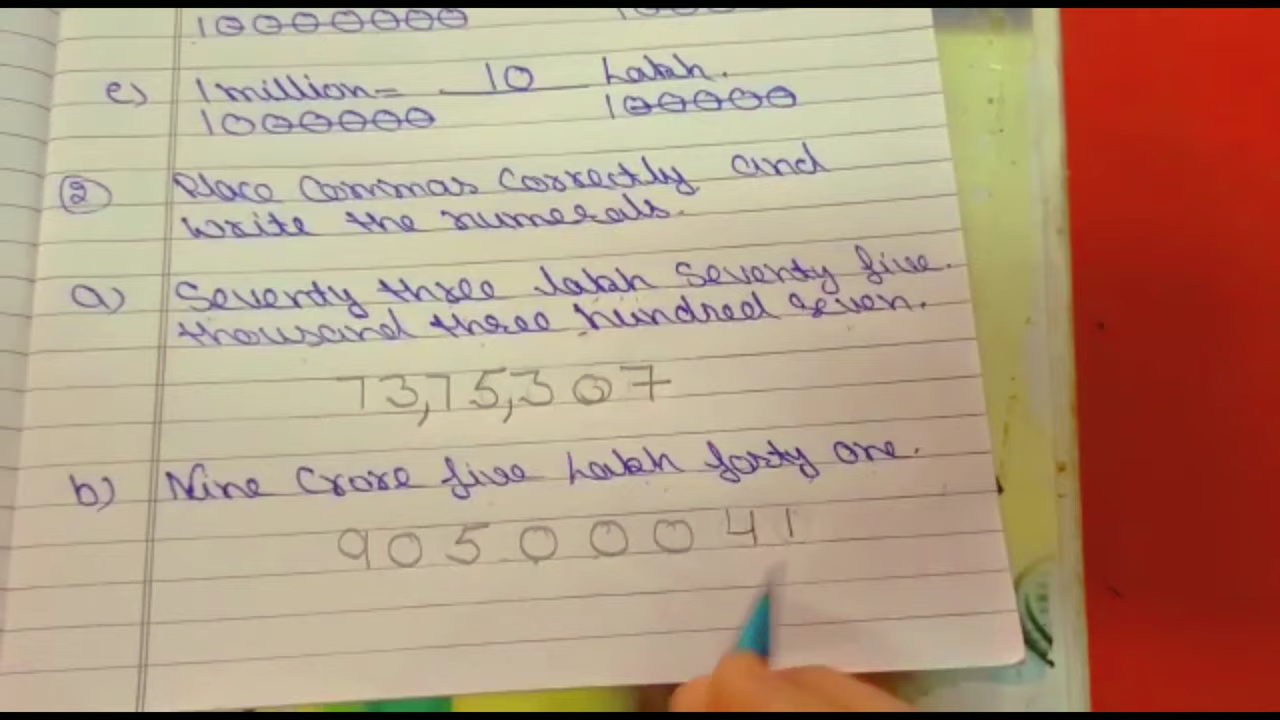 10000000
e) 1 million = 10 Lakh.
1000000 100000
② Place Commas Correctly and
write the numerals.
a) Seventy three lakh seventy five.
thousand three hundred seven.
73,75,307
b) Nine Crore five Lakh forty one.
90500041